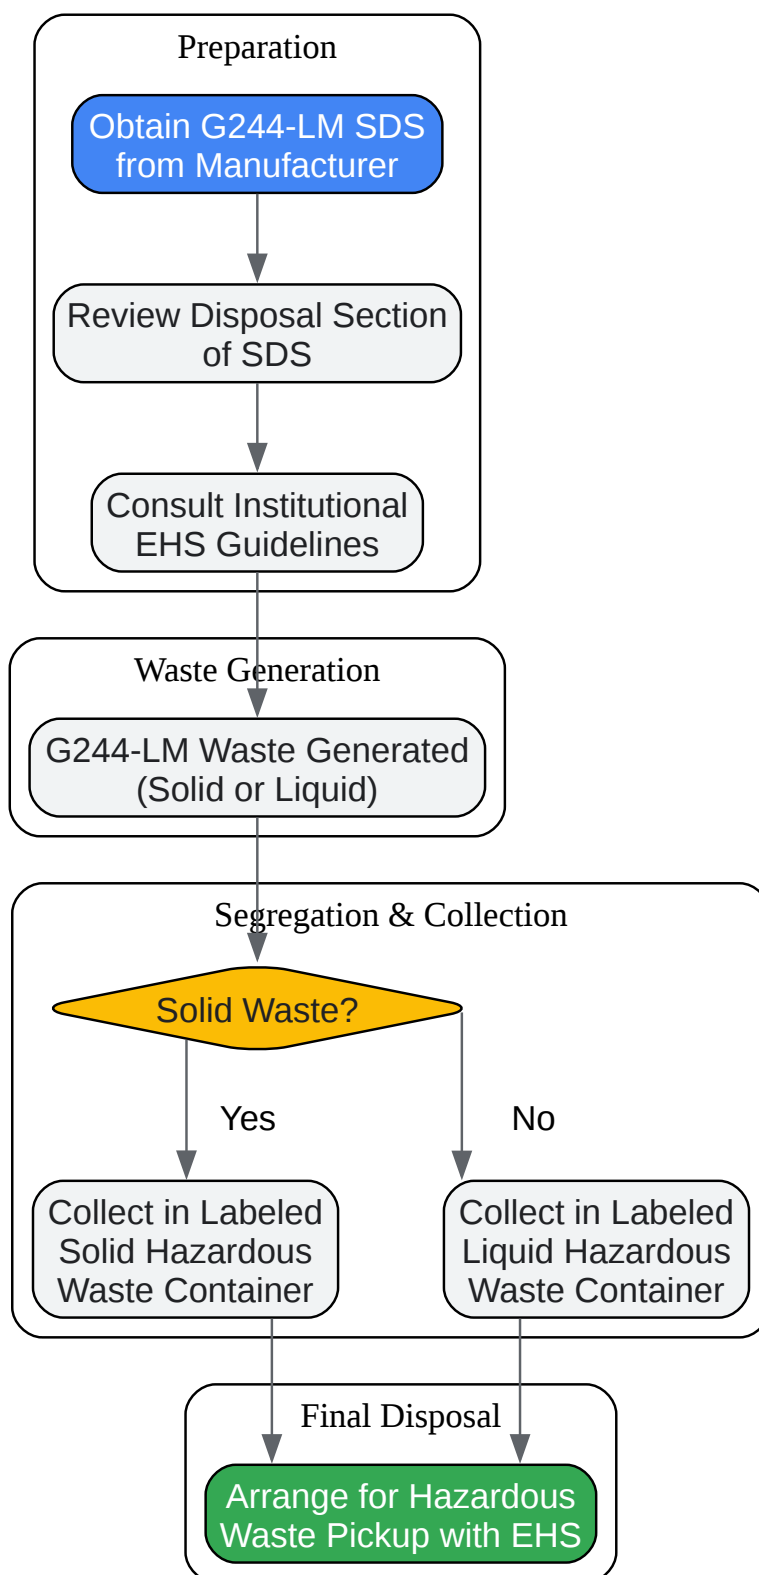 Preparation
Obtain G244-LM SDS
from Manufacturer
Review Disposal Section
of SDS
Consult Institutional
EHS Guidelines
Waste Generation
G244-LM Waste Generated
(Solid or Liquid)
Segregation & Collection
Solid Waste?
Yes
No
Collect in Labeled
Solid Hazardous
Waste Container
Collect in Labeled
Liquid Hazardous
Waste Container
Final Disposal
Arrange for Hazardous
Waste Pickup with EHS